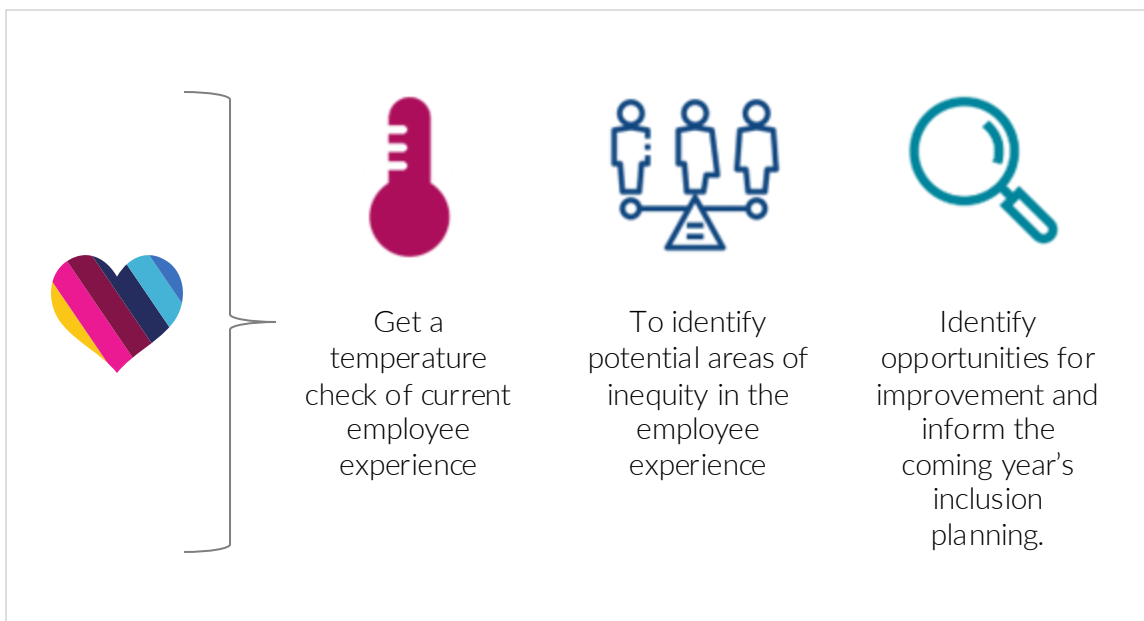 Get a
temperature
check of current
employee
experience
To identify
potential areas of
inequity in the
employee
experience
Identify
opportunities for
improvement and
inform the
coming year’s
inclusion
planning.